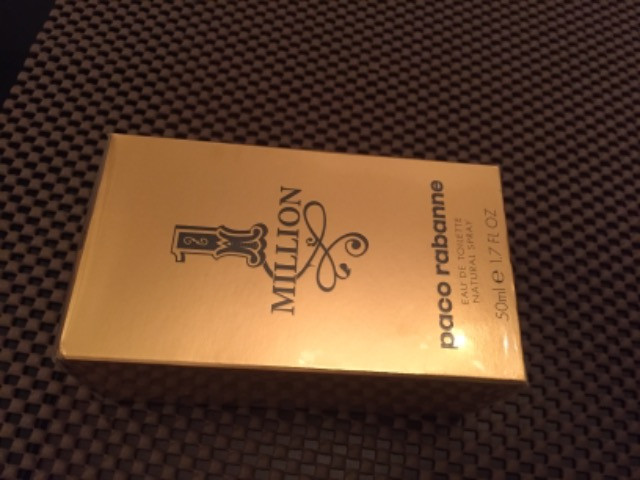 1
MILLION
paco rabanne
EAU DE TOILETTE
NATURAL SPRAY
50ml e 1.7 FL OZ